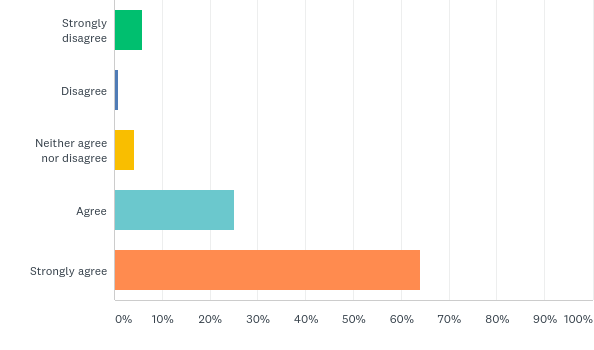 Strongly
disagree
Disagree
Neither agree
nor disagree
Agree
Strongly agree
0% 10% 20% 30% 40% 50% 60% 70% 80% 90% 100%